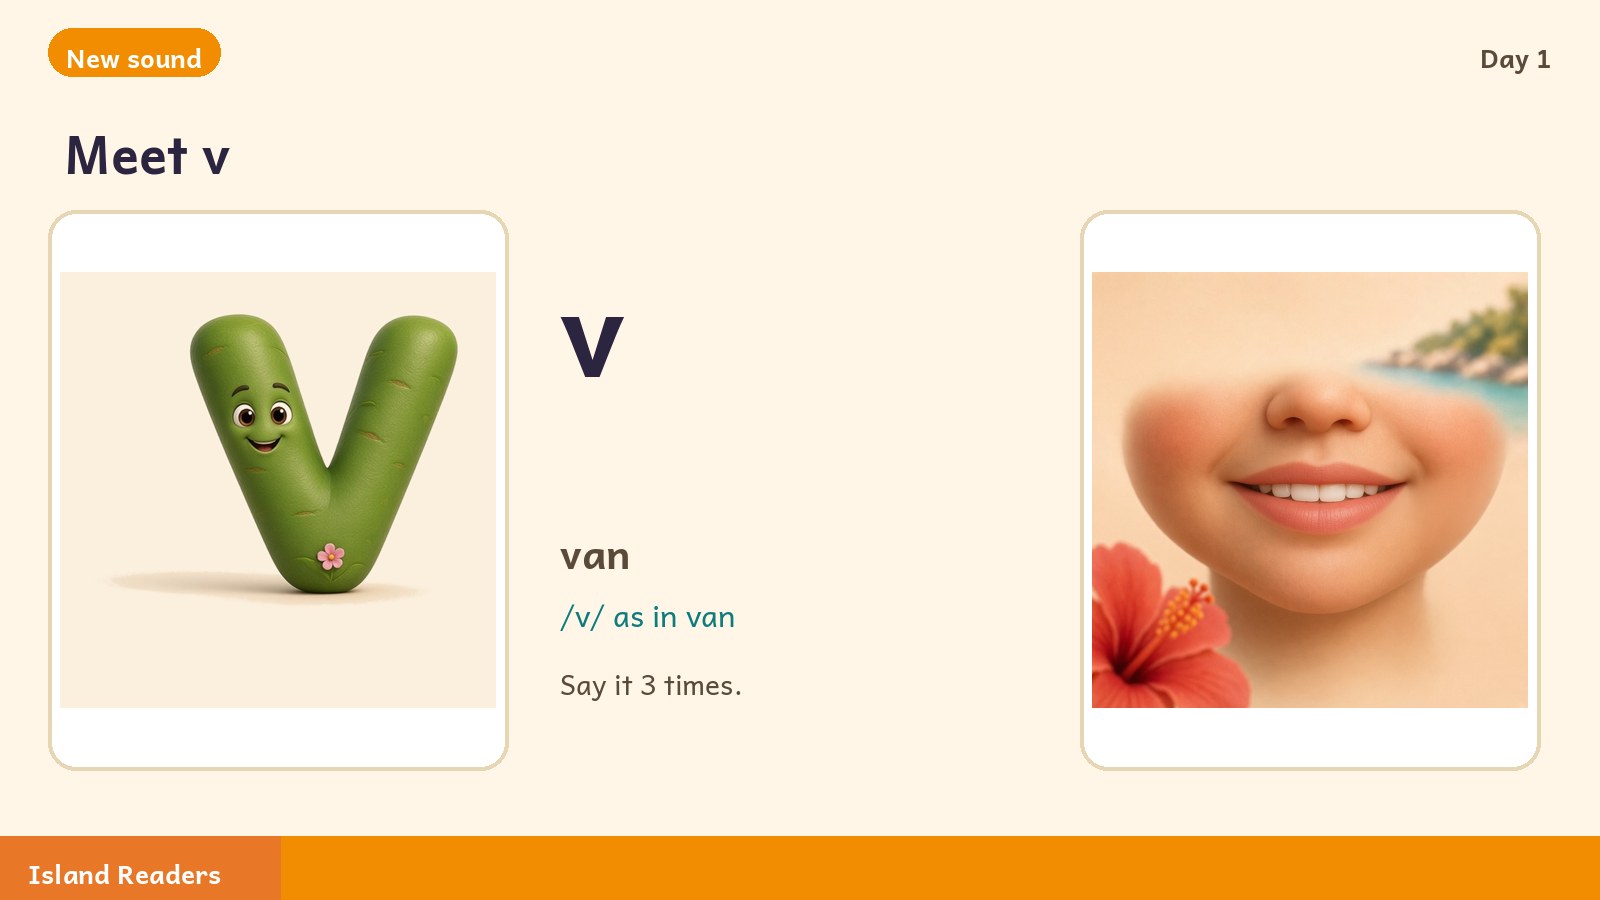 New sound
Day 1
Meet v
V
v
van
/v/ as in van
Say it 3 times.
Island Readers